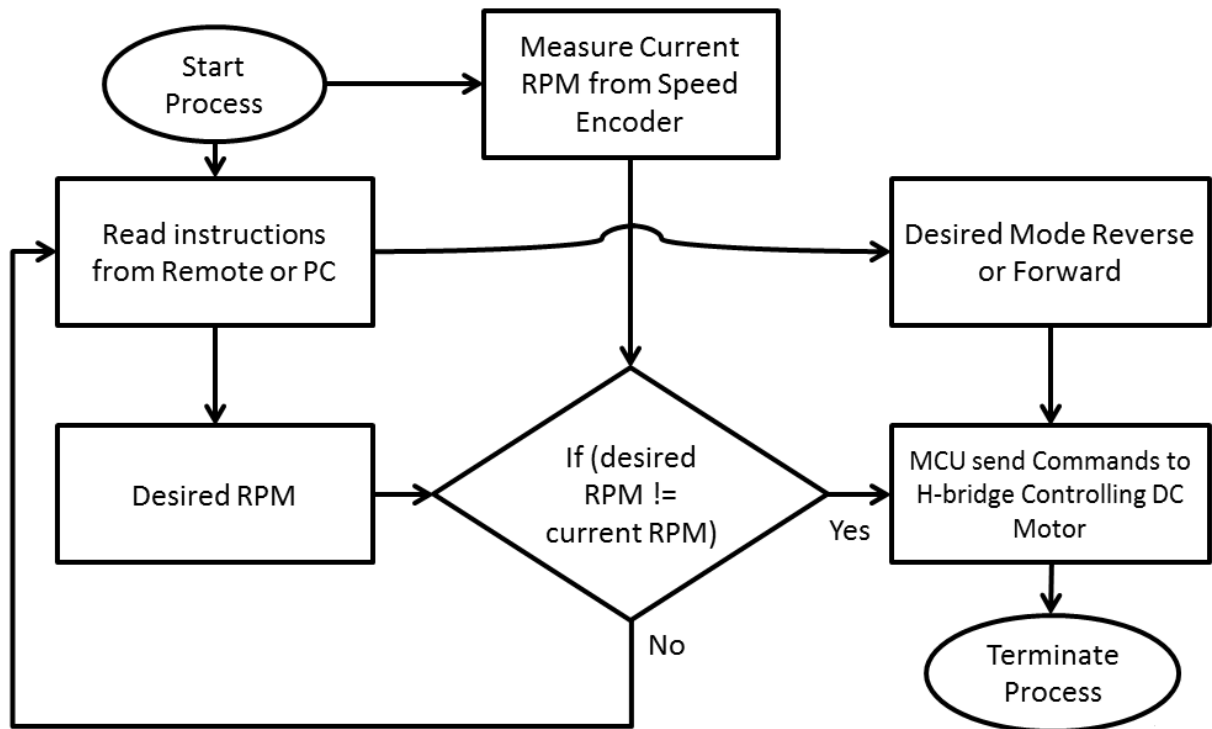 Start
Process
Measure Current
RPM from Speed
Encoder
Read instructions
from Remote or PC
Desired Mode Reverse
or Forward
Desired RPM
If (desired
RPM !=
current RPM)
Yes
MCU send Commands to
H-bridge Controlling DC
Motor
No
Terminate
Process